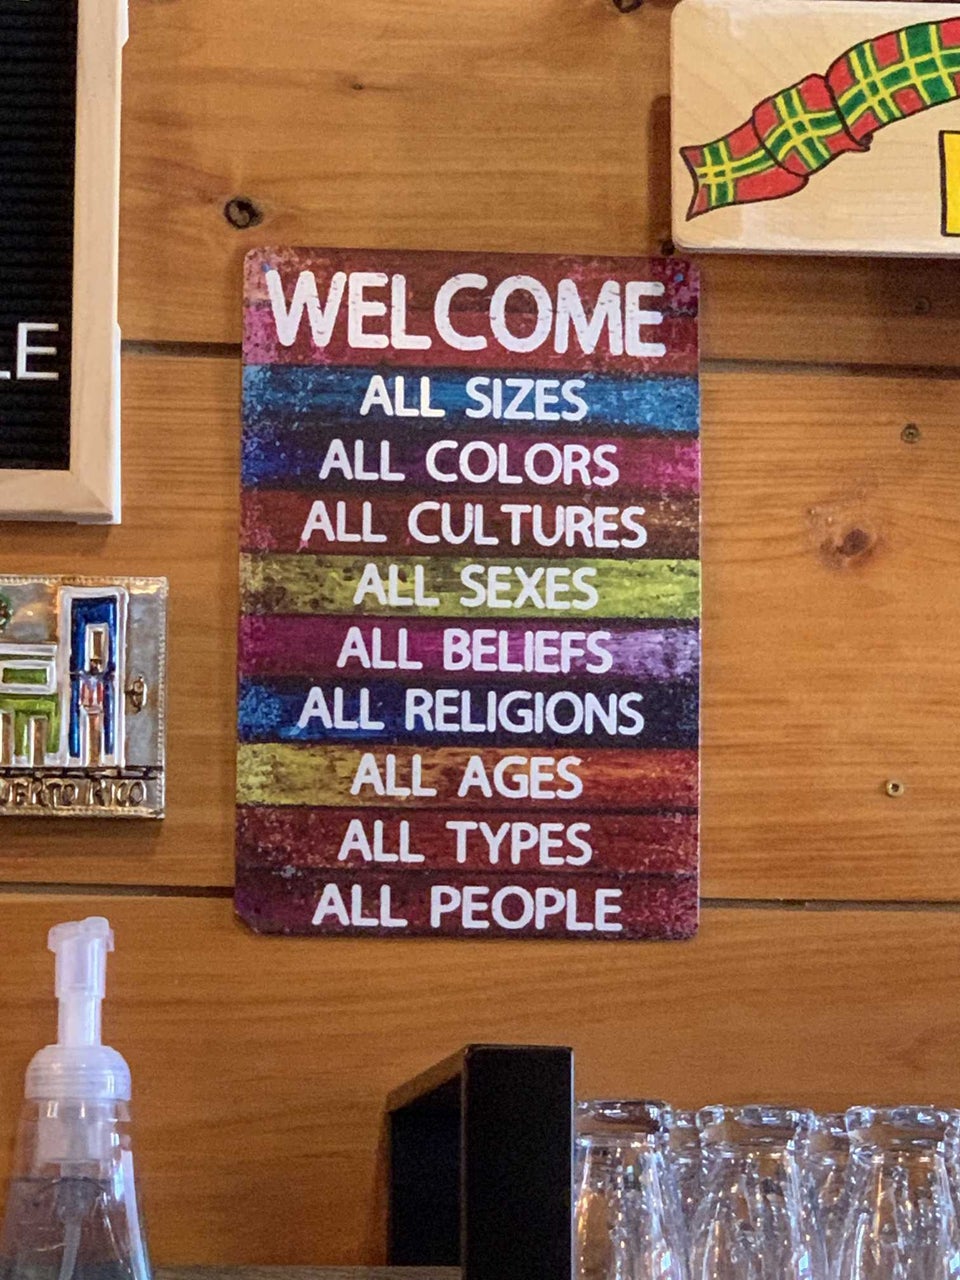 WELCOME
ALL SIZES
ALL COLORS
ALL CULTURES
ALL SEXES
ALL BELIEFS
ALL RELIGIONS
ALL AGES
ALL TYPES
ALL PEOPLE
RICO